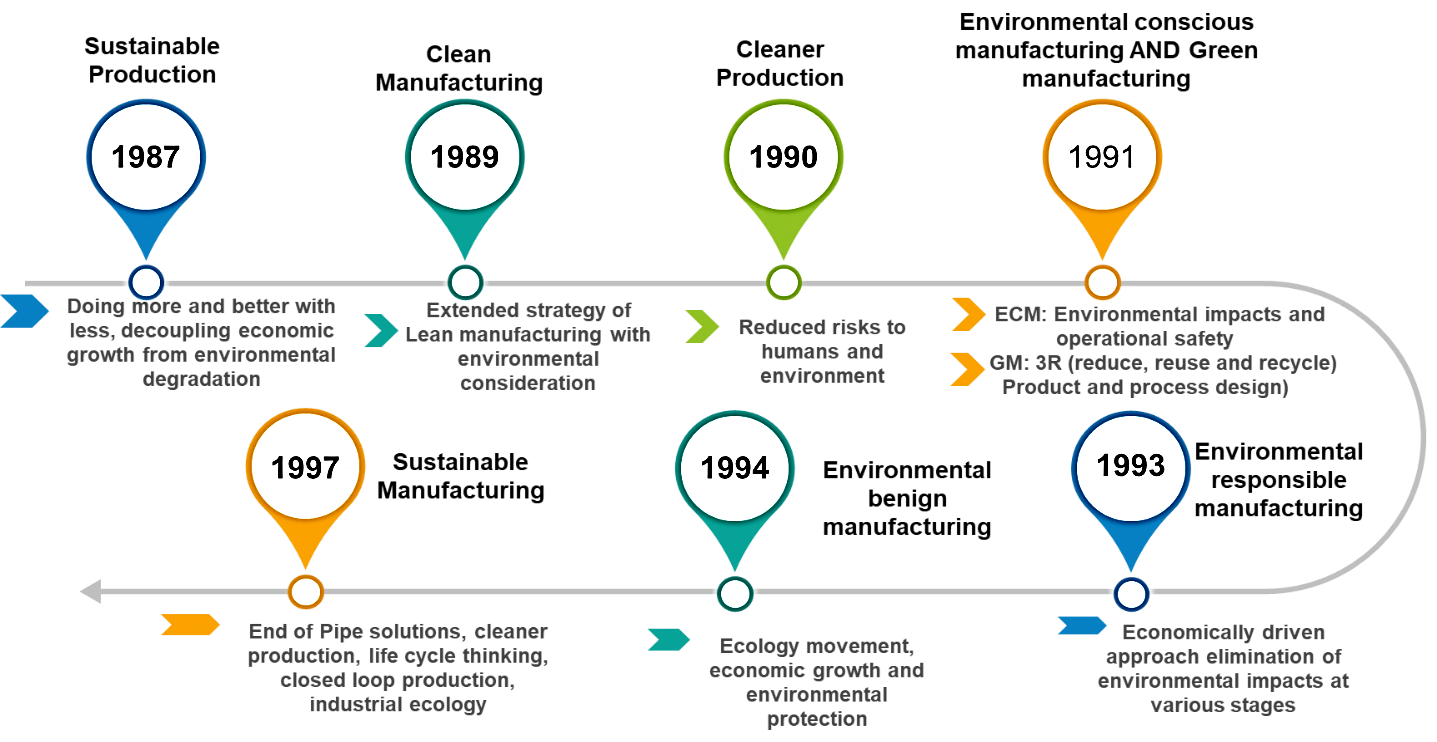 Sustainable
Production
1987
Doing more and better with
less, decoupling economic
growth from environmental
degradation
Clean
Manufacturing
1989
Extended strategy of
Lean manufacturing with
environmental
consideration
Cleaner
Production
1990
Reduced risks to
humans and
environment
Environmental conscious
manufacturing AND Green
manufacturing
1991
ECM: Environmental impacts and
operational safety
GM: 3R (reduce, reuse and recycle)
Product and process design)
1993
Environmental
responsible
manufacturing
Economically driven
approach elimination of
environmental impacts at
various stages
1994
Environmental
benign
manufacturing
Ecology movement,
economic growth and
environmental
protection
1997
Sustainable
Manufacturing
End of Pipe solutions, cleaner
production, life cycle thinking,
closed loop production,
industrial ecology